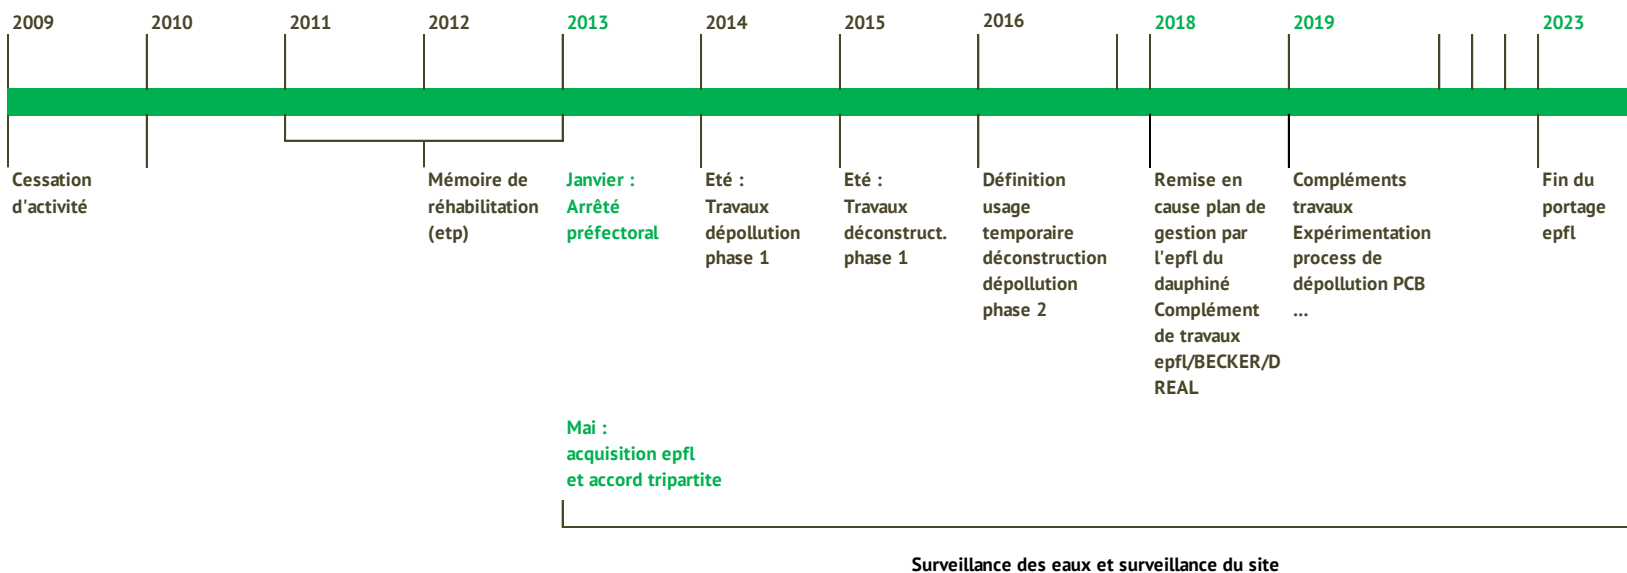 2009
2010
2011
2012
2013
2014
2015
2016
2018
2019
2023
Cessation
d'activité
Mémoire de
réhabilitation
(etp)
Janvier :
Arrêté
préfectoral
Eté :
Travaux
dépollution
phase 1
Eté :
Travaux
déconstruct.
phase 1
Définition
usage
temporaire
déconstruction
dépollution
phase 2
Remise en
cause plan de
gestion par
l'epfl du
dauphiné
Complément
de travaux
epfl/BECKER/D
REAL
Compléments
travaux
Expérimentation
process de
dépollution PCB
...
Fin du
portage
epfl
Mai :
acquisition epfl
et accord tripartite
Surveillance des eaux et surveillance du site